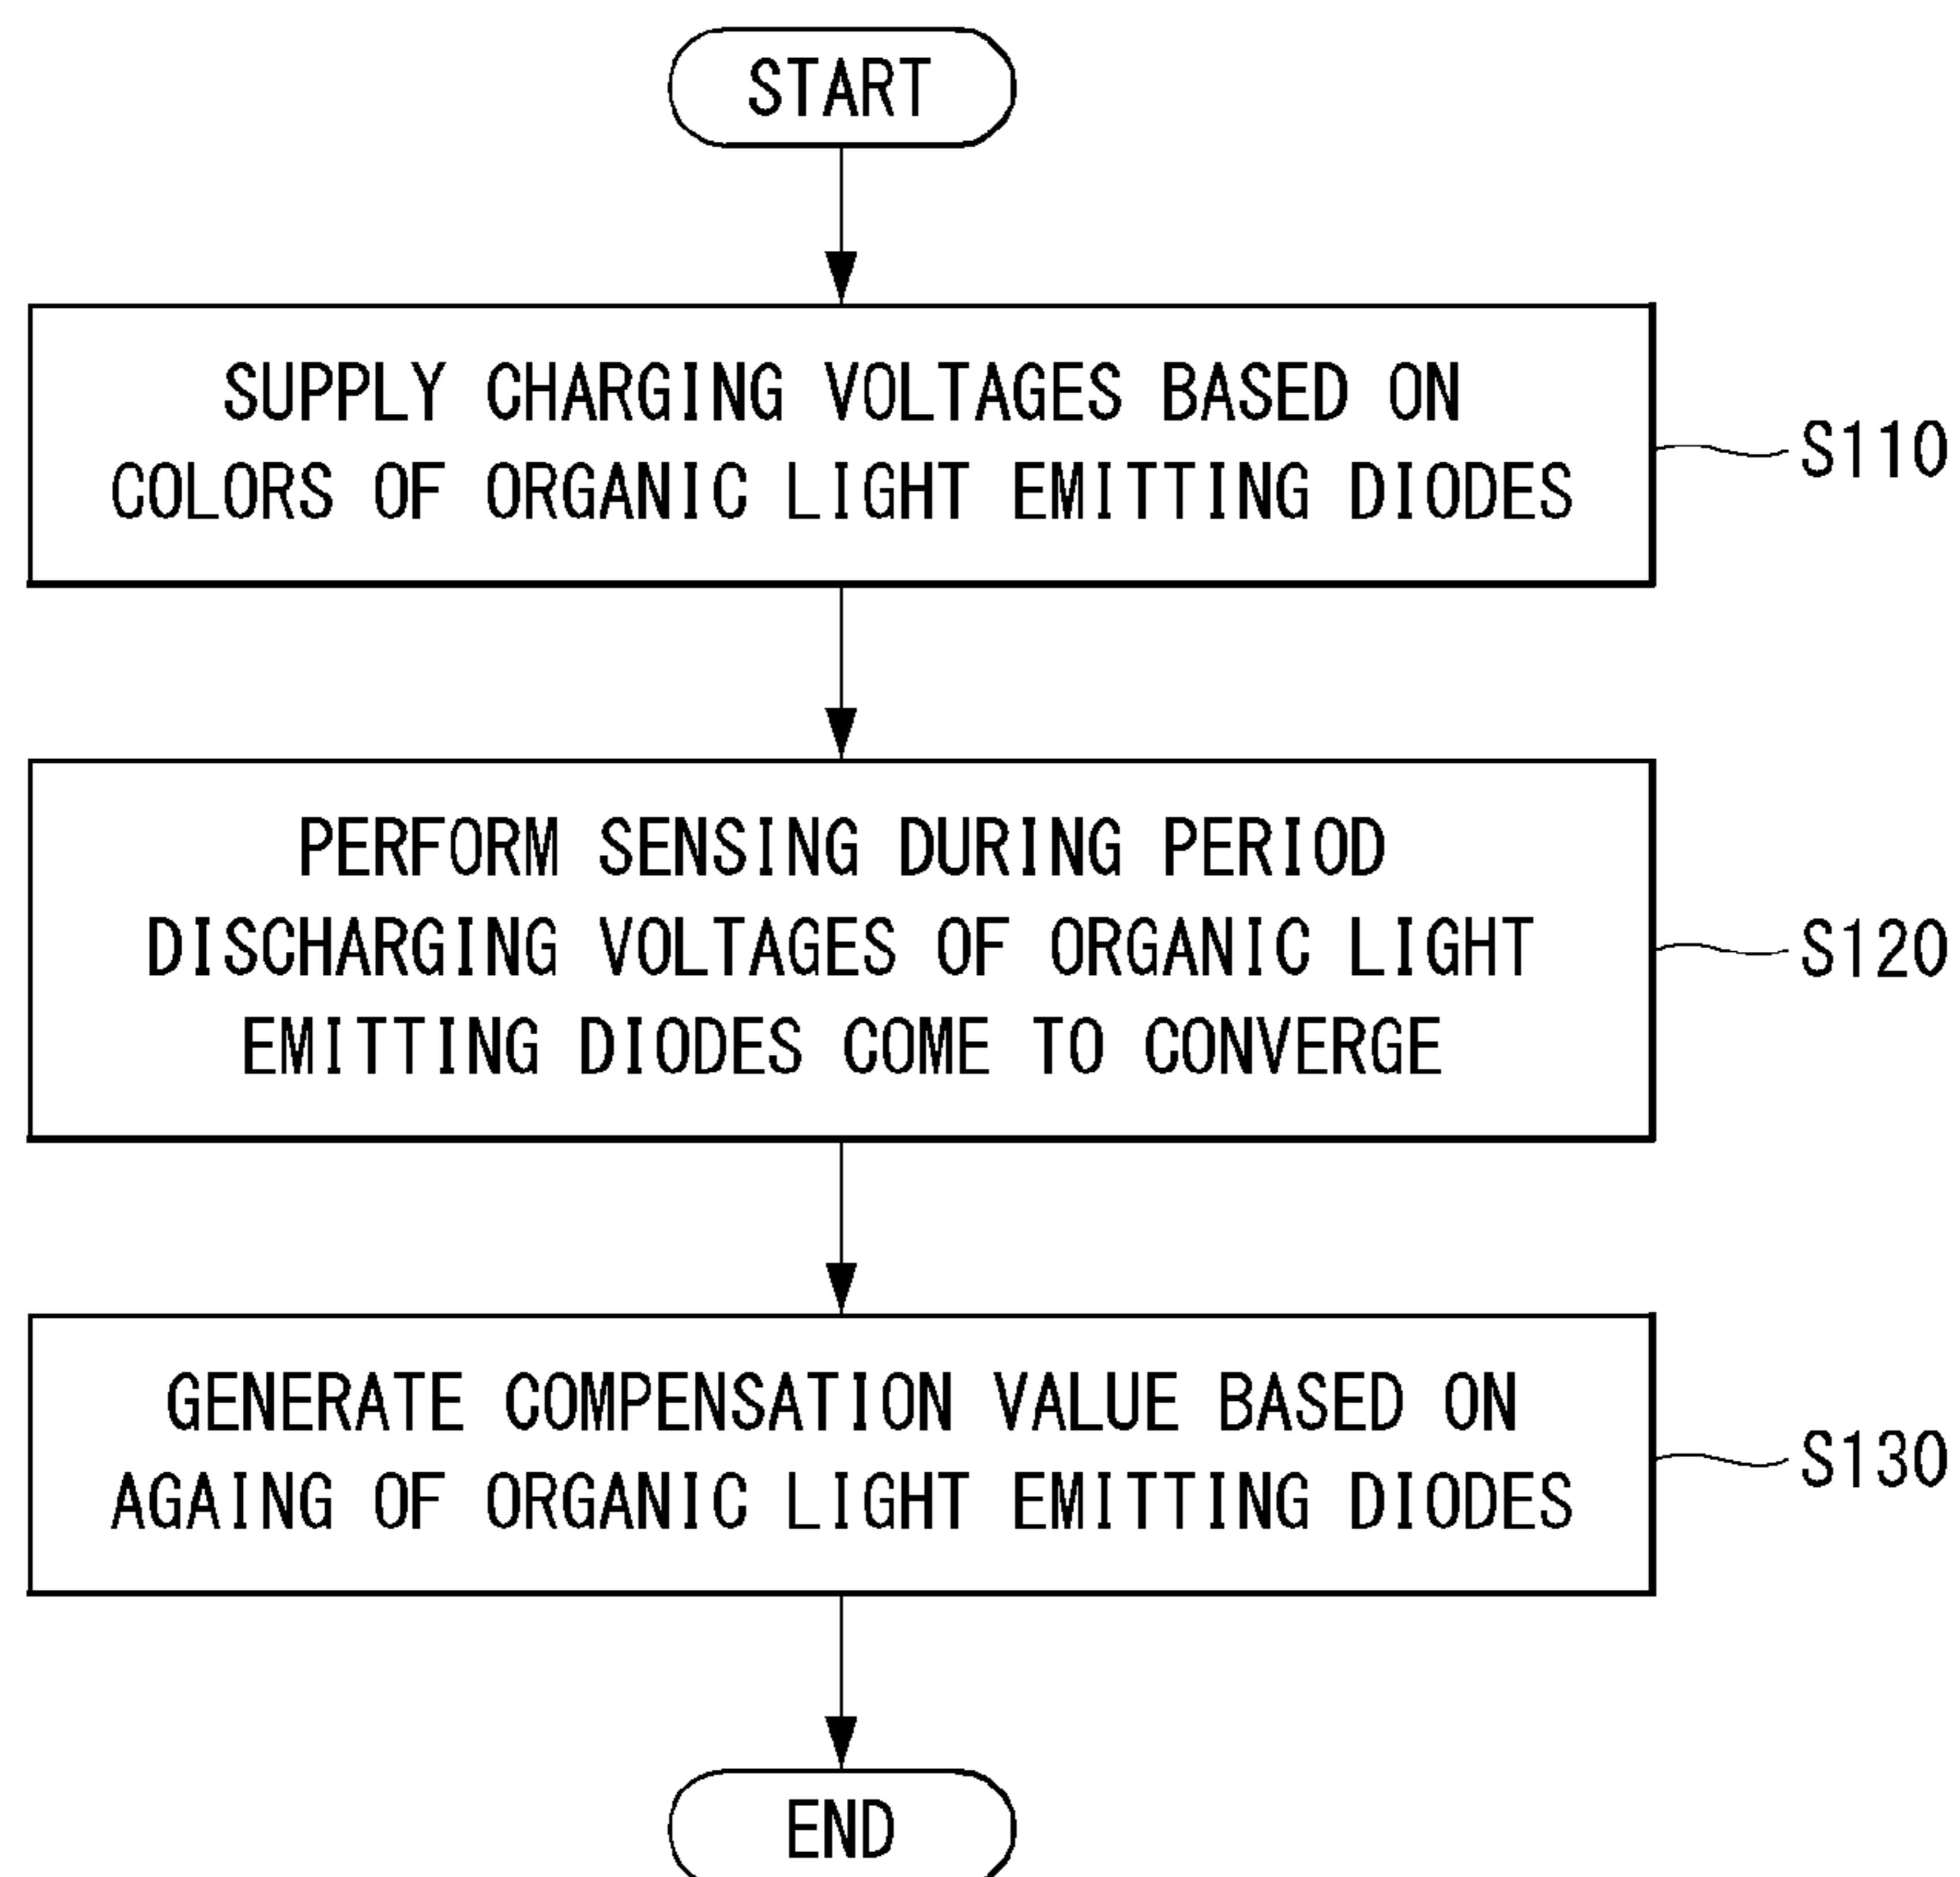 START
SUPPLY CHARGING VOLTAGES BASED ON
COLORS OF ORGANIC LIGHT EMITTING DIODES
S110
PERFORM SENSING DURING PERIOD
DISCHARGING VOLTAGES OF ORGANIC LIGHT
EMITTING DIODES COME TO CONVERGE
S120
GENERATE COMPENSATION VALUE BASED ON
AGAING OF ORGANIC LIGHT EMITTING DIODES
S130
END